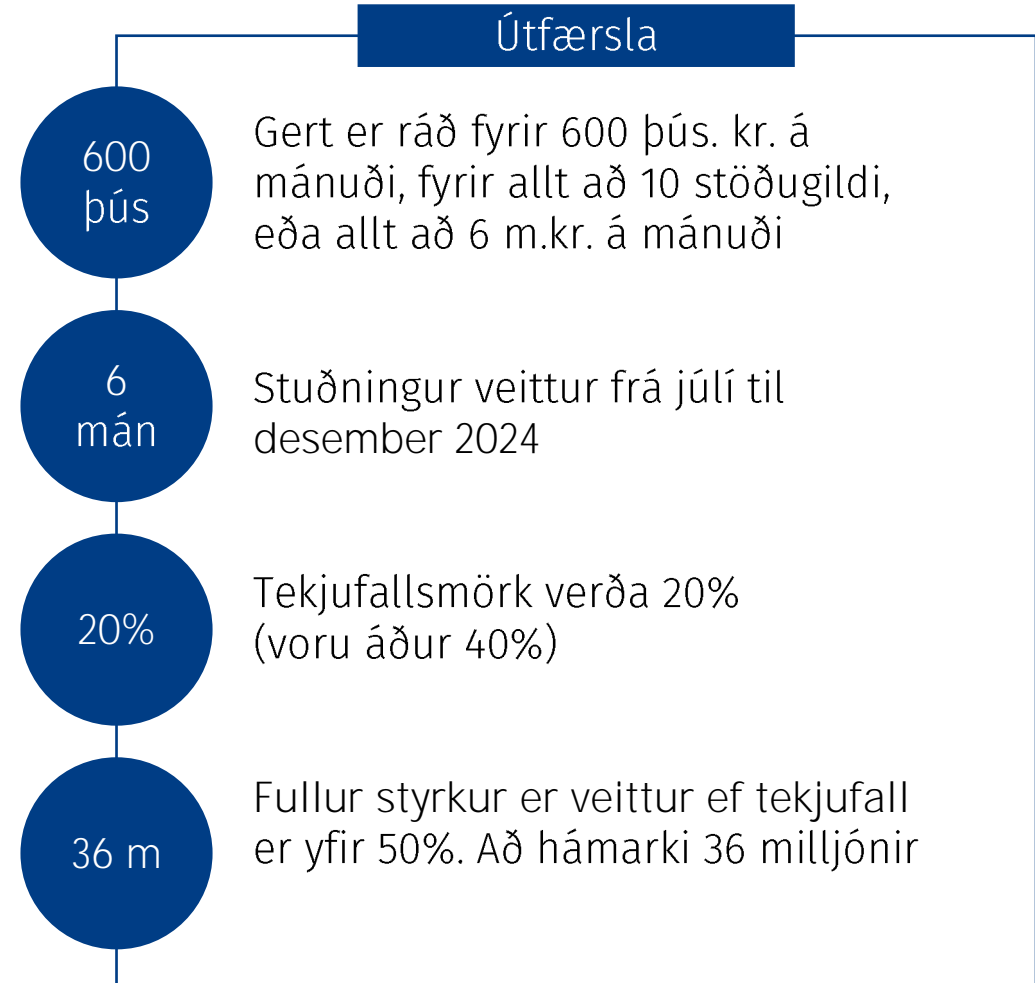 Útfærsla
600
þús
Gert er ráð fyrir 600 þús. kr. á
mánuði, fyrir allt að 10 stöðugildi,
eða allt að 6 m.kr. á mánuði
6
mán
Stuðningur veittur frá júlí til
desember 2024
20%
Tekjufallsmörk verða 20%
(voru áður 40%)
36 m
Fullur styrkur er veittur ef tekjufall
er yfir 50%. Að hámarki 36 milljónir